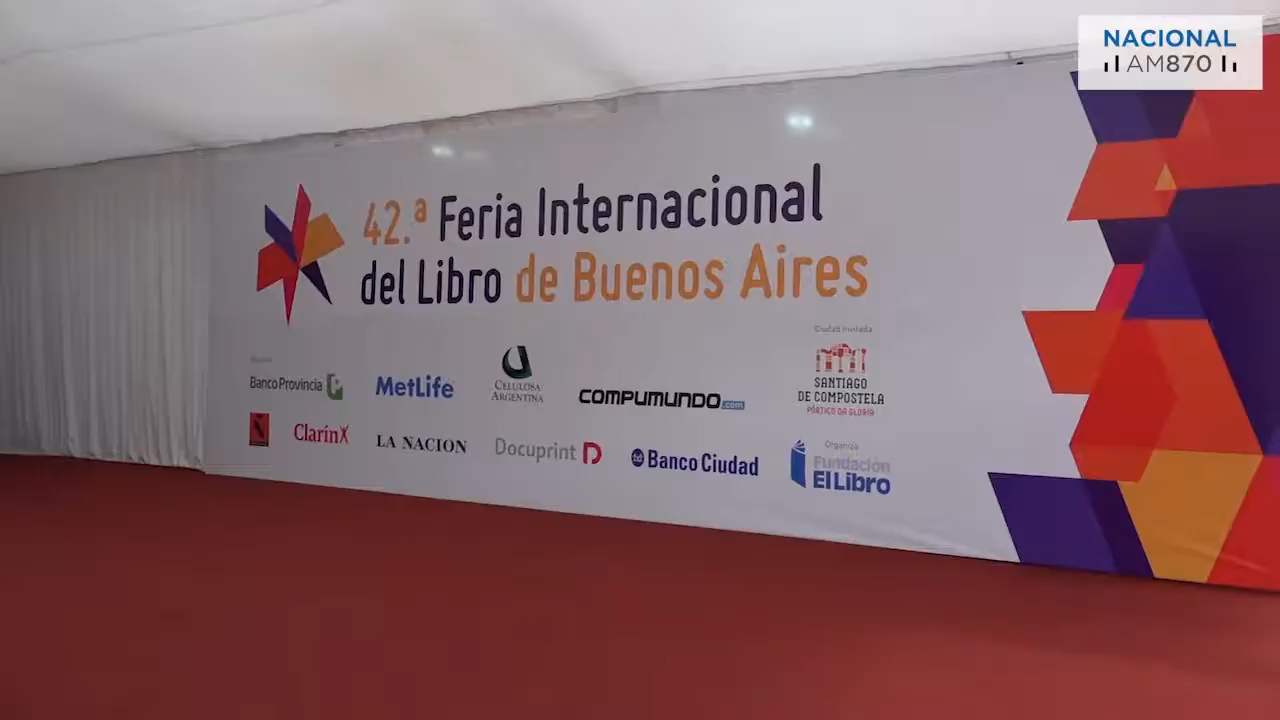 NACIONAL
AM870
42.ª Feria Internacional
del Libro de Buenos Aires
Ciudad Invitada
Banco Provincia
MetLife
CELULOSA
ARGENTINA
COMPUMUNDO.com
SANTIAGO
DE COMPOSTELA
PÓRTICO DA GLORIA
Clarín
LA NACION
Docuprint
Banco Ciudad
Organiza
Fundación
El Libro